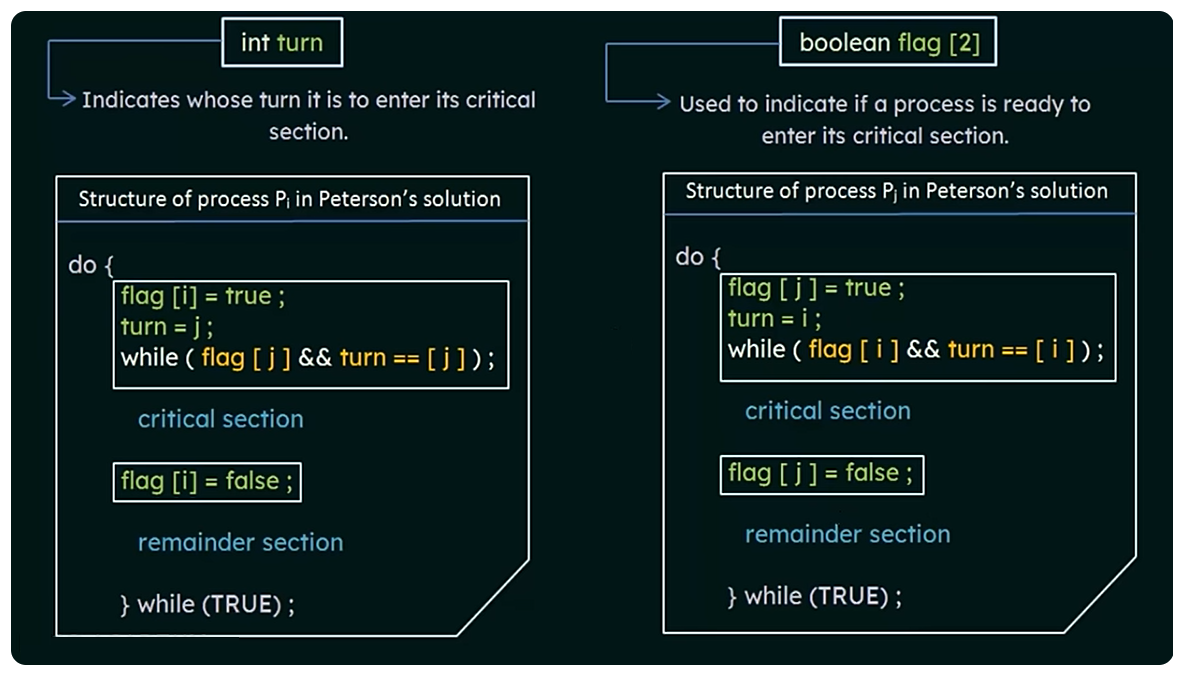 int turn
Indicates whose turn it is to enter its critical
section.
Structure of process Pi in Peterson's solution
do {
flag [i] = true ;
turn = j ;
while ( flag [ j ] && turn == [ j ] ) ;
critical section
flag [i] = false ;
remainder section
} while (TRUE) ;
boolean flag [2]
Used to indicate if a process is ready to
enter its critical section.
Structure of process Pj in Peterson's solution
do {
flag [ j ] = true ;
turn = i ;
while ( flag [ i ] && turn == [ i ] ) ;
critical section
flag [ j ] = false ;
remainder section
} while (TRUE) ;